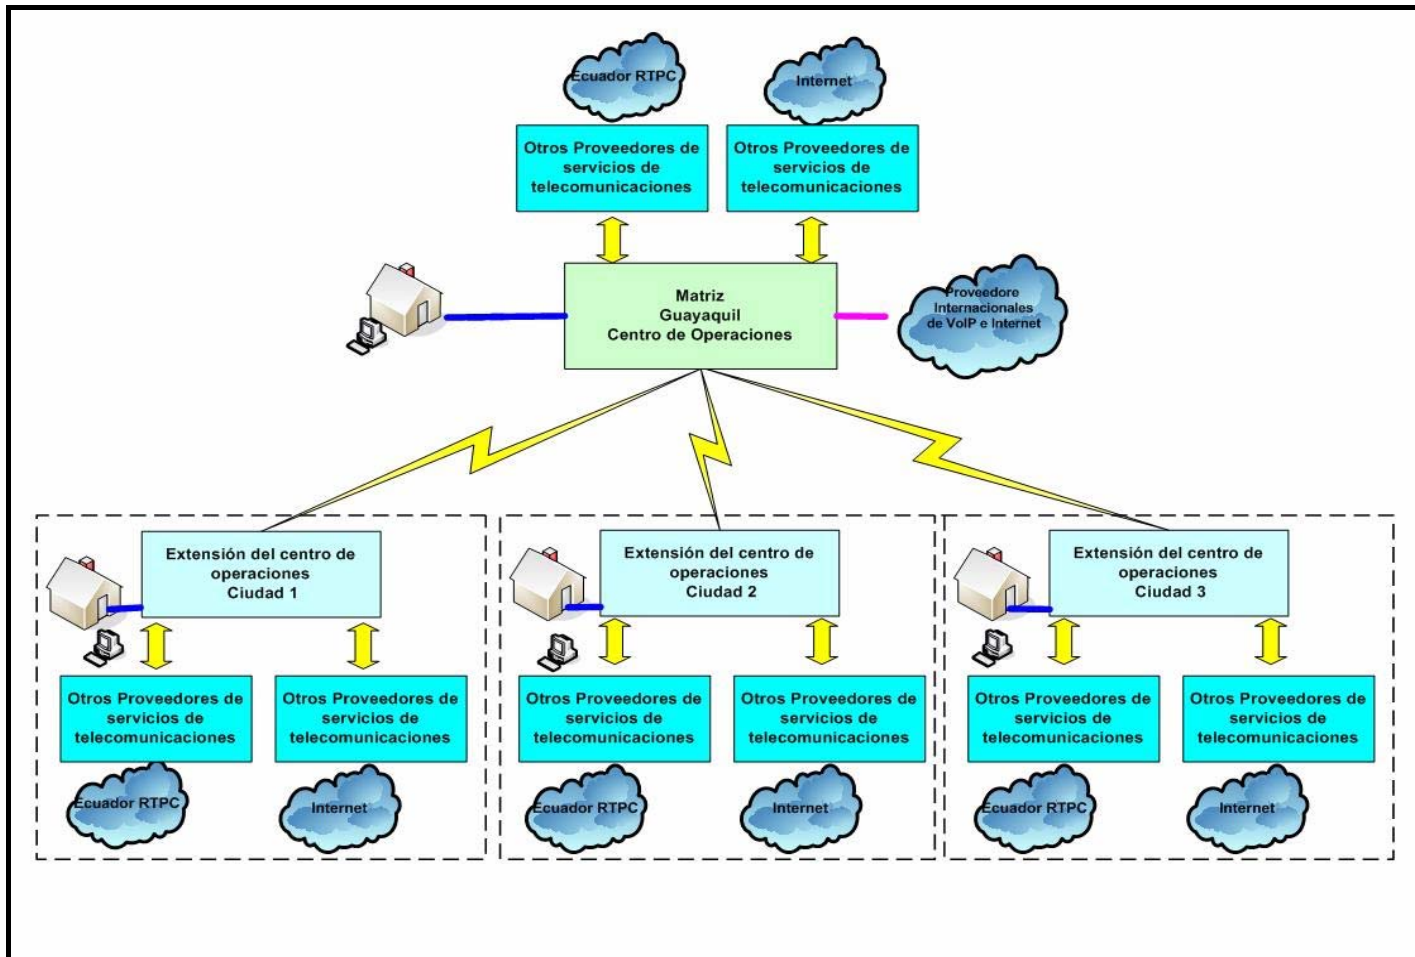 Ecuador RTPC
Internet
Otros Proveedores de
servicios de
telecomunicaciones
Otros Proveedores de
servicios de
telecomunicaciones
Matriz
Guayaquil
Centro de Operaciones
Proveedore
Internacionales
de VoIP e Internet
Extensión del centro de
operaciones
Ciudad 1
Extensión del centro de
operaciones
Ciudad 2
Extensión del centro de
operaciones
Ciudad 3
Otros Proveedores de
servicios de
telecomunicaciones
Otros Proveedores de
servicios de
telecomunicaciones
Otros Proveedores de
servicios de
telecomunicaciones
Otros Proveedores de
servicios de
telecomunicaciones
Otros Proveedores de
servicios de
telecomunicaciones
Otros Proveedores de
servicios de
telecomunicaciones
Ecuador RTPC
Internet
Ecuador RTPC
Internet
Ecuador RTPC
Internet